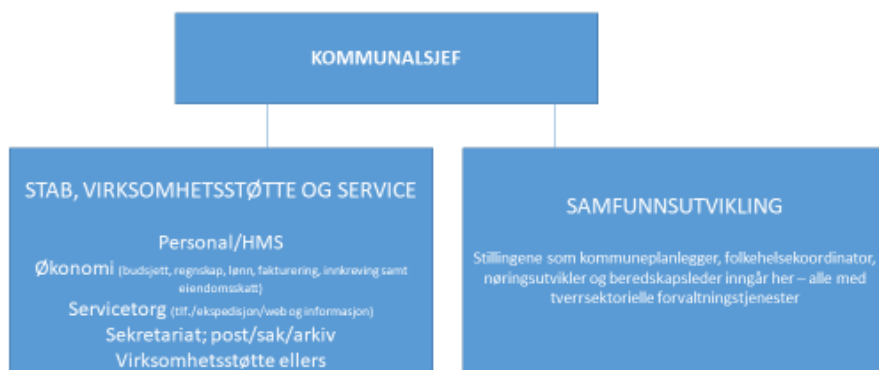 KOMMUNALSJEF
STAB, VIRKSOMHETSSTØTTE OG SERVICE
Personal/HMS
Økonomi (budsjett, regnskap, lønn, fakturering, innkreving samt
eiendomsskatt)
Servicetorg (tlf./ekspedisjon/web og informasjon)
Sekretariat; post/sak/arkiv
Virksomhetsstøtte ellers
SAMFUNNSUTVIKLING
Stillingene som kommuneplanlegger, folkehelsekoordinator,
nøringsutvikler og beredskapsleder inngår her – alle med
tverrsektorielle forvaltningstjenester